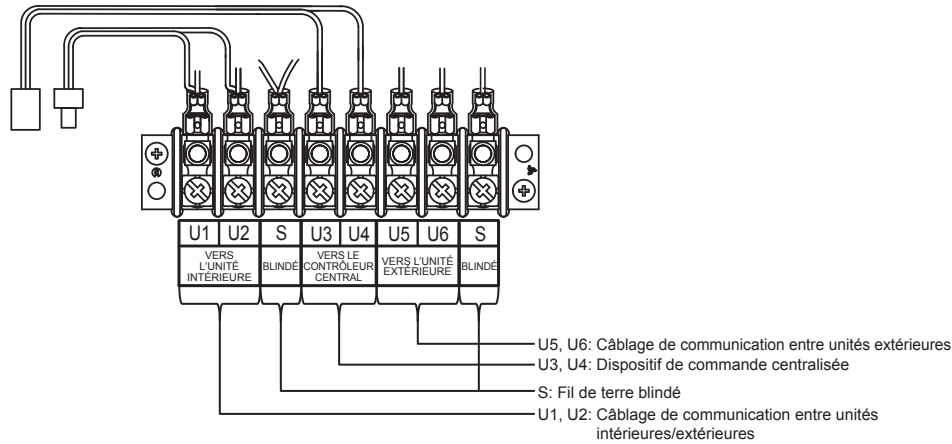 U1 U2 S U3 U4 U5 U6 S
VERS
L'UNITÉ
INTÉRIEURE
BLINDÉ
VERS LE
CONTRÔLEUR
CENTRAL
VERS L'UNITÉ
EXTÉRIEURE
BLINDÉ
U5, U6: Câblage de communication entre unités extérieures
U3, U4: Dispositif de commande centralisée
S: Fil de terre blindé
U1, U2: Câblage de communication entre unités
intérieures/extérieures